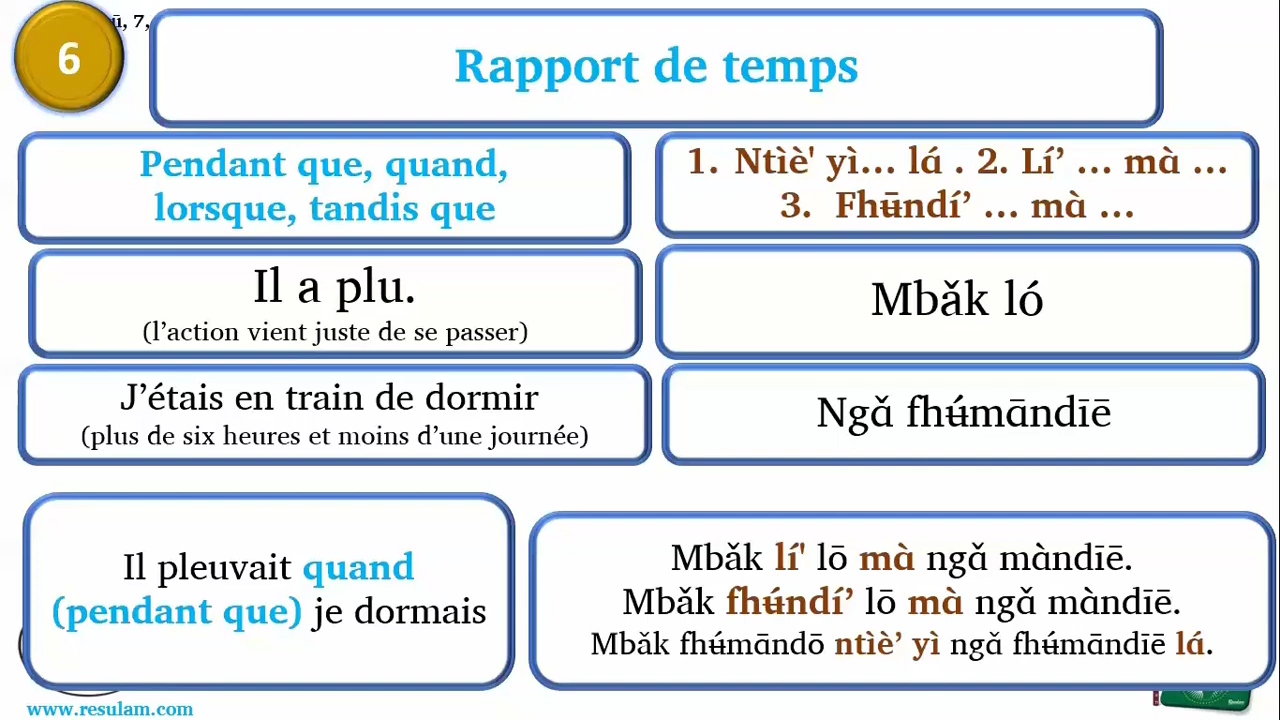 ū, 7,
6
Rapport de temps
Pendant que, quand,
lorsque, tandis que
1. Ntìè' yì... lá . 2. Lí’ ... mà ...
3. Fhʉ̄ndí’ ... mà ...
Il a plu.
(l’action vient juste de se passer)
Mbǎk ló
J’étais en train de dormir
(plus de six heures et moins d’une journée)
Ngǎ fhʉ́māndīē
Il pleuvait quand
(pendant que) je dormais
Mbǎk lí' lō mà ngǎ màndīē.
Mbǎk fhʉ́ndí’ lō mà ngǎ màndīē.
Mbǎk fhʉ́māndō ntìè’ yì ngǎ fhʉ́māndīē lá.
www.resulam.com